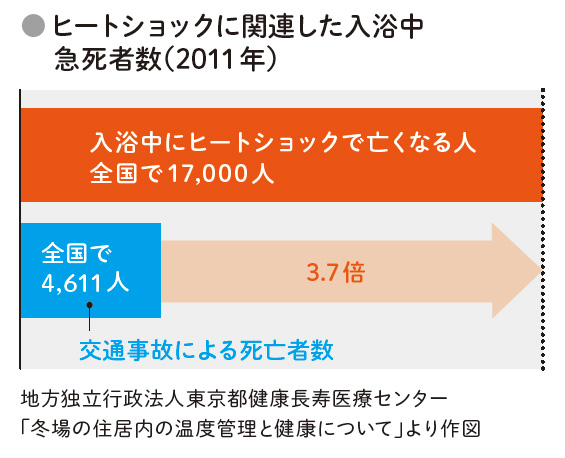 ● ヒートショックに関連した入浴中
急死者数(2011年)
入浴中にヒートショックで亡くなる人
全国で17,000人
全国で
4,611人
3.7倍
交通事故による死亡者数
地方独立行政法人東京都健康長寿医療センター
「冬場の住居内の温度管理と健康について」より作図